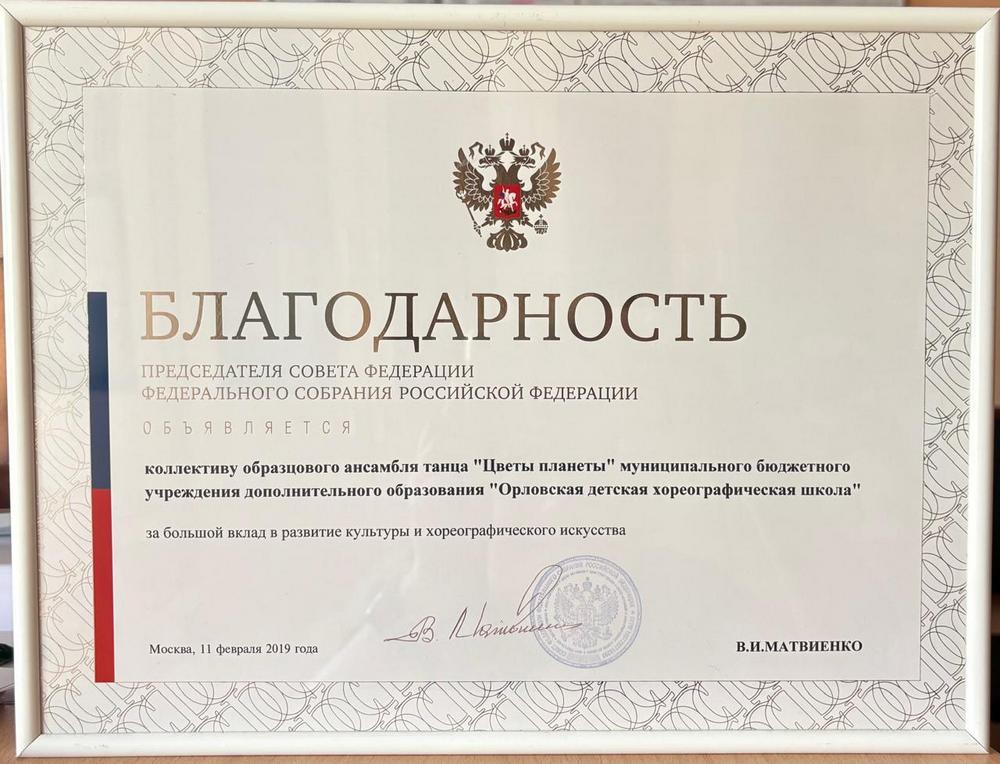 БЛАГОДАРНОСТЬ
ПРЕДСЕДАТЕЛЯ СОВЕТА ФЕДЕРАЦИИ
ФЕДЕРАЛЬНОГО СОБРАНИЯ РОССИЙСКОЙ ФЕДЕРАЦИИ
ОБЪЯВЛЯЕТСЯ
коллективу образцового ансамбля танца "Цветы планеты" муниципального бюджетного
учреждения дополнительного образования "Орловская детская хореографическая школа"
за большой вклад в развитие культуры и хореографического искусства
Москва, 11 февраля 2019 года
В.И.МАТВИЕНКО